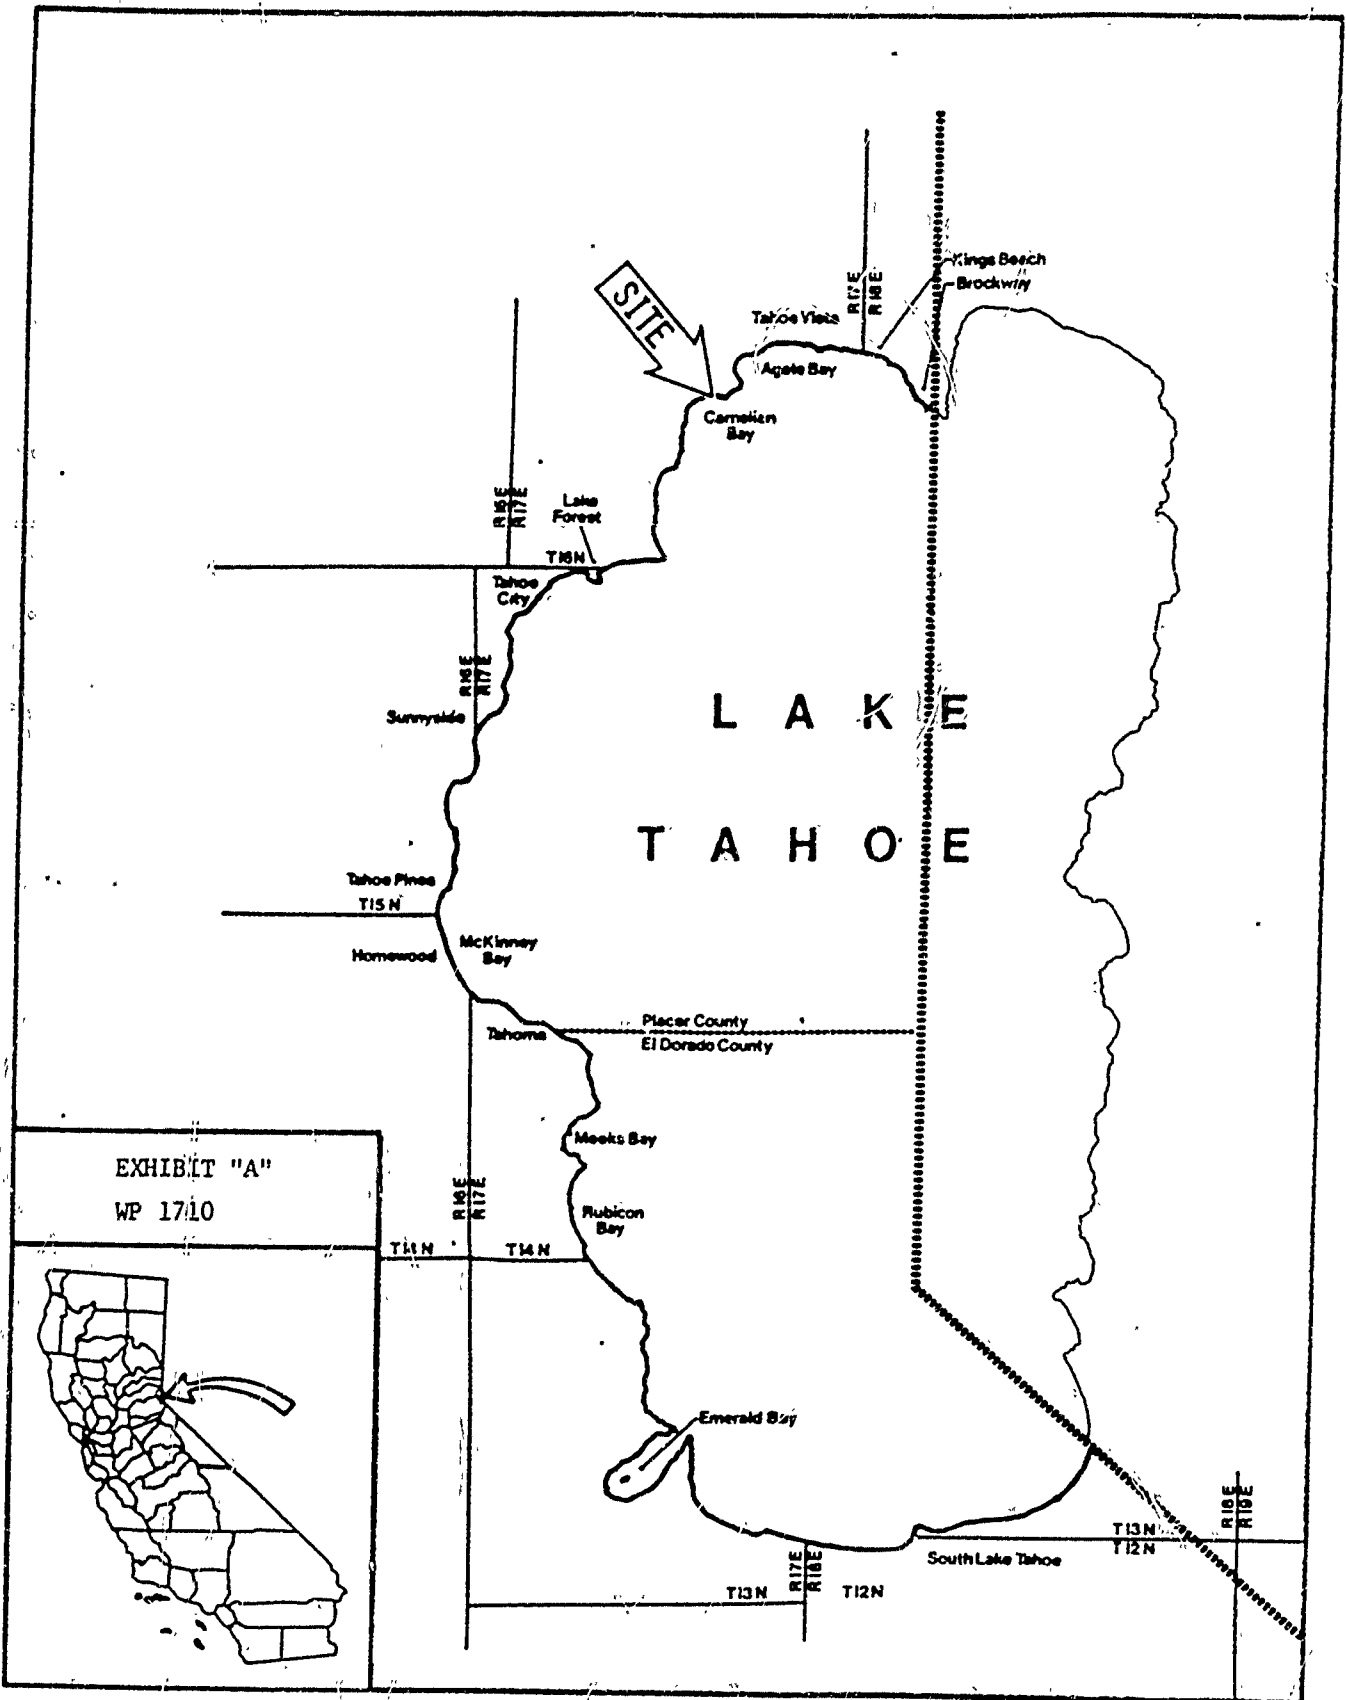 Kings Beach
Brockway
R17E
R18E
SITE
Tahoe Vista
Agate Bay
Carnelian
Bay
R16E
R17E
Lake
Forest
T16N
Tahoe
City
R16E
R17E
Sunnyside
LAKE
TAHOE
Tahoe Pines
T15N
Homewood
McKinney
Bay
Tahoma
Placer County
El Dorado County
Meeks Bay
EXHIBIT "A"
WP 1710
R16E
R17E
Rubicon
Bay
T14N
T14N
Emerald Bay
R18E
R19E
T13N
T12N
South Lake Tahoe
R17E
R18E
T13N
T12N